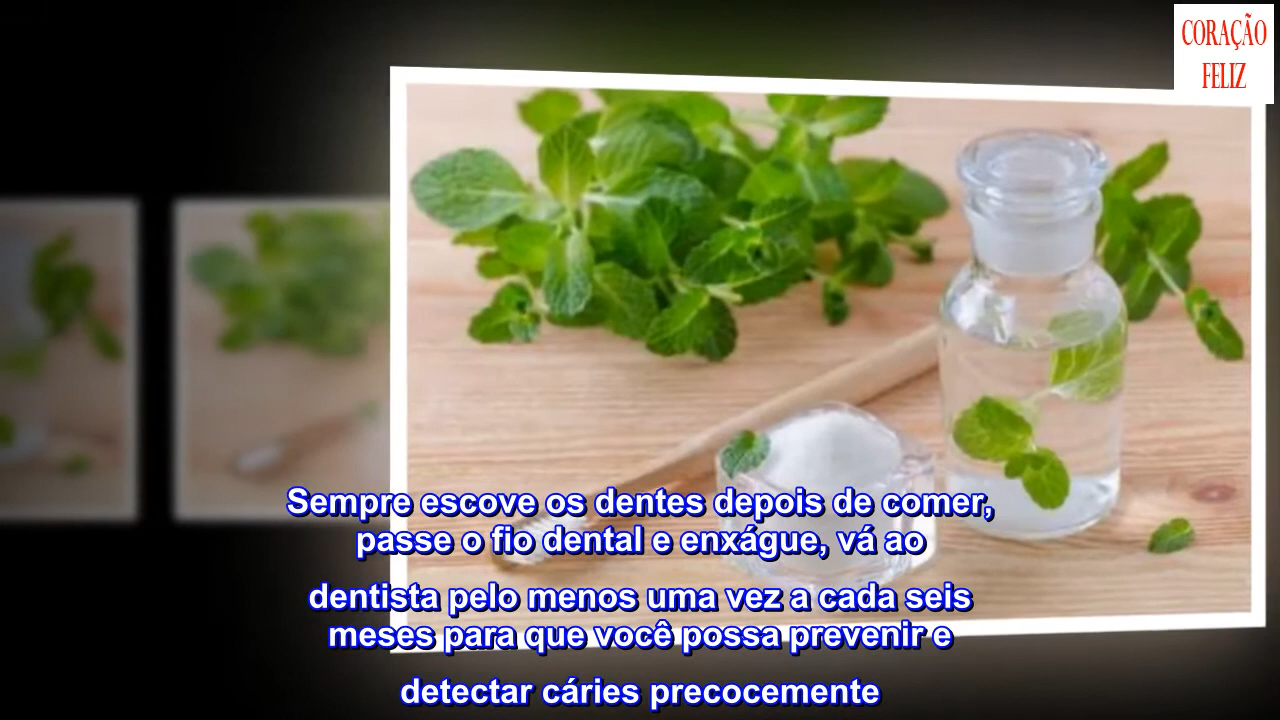 CORAÇÃO
FELIZ
Sempre escove os dentes depois de comer,
passe o fio dental e enxágue, vá ao
dentista pelo menos uma vez a cada seis
meses para que você possa prevenir e
detectar cáries precocemente